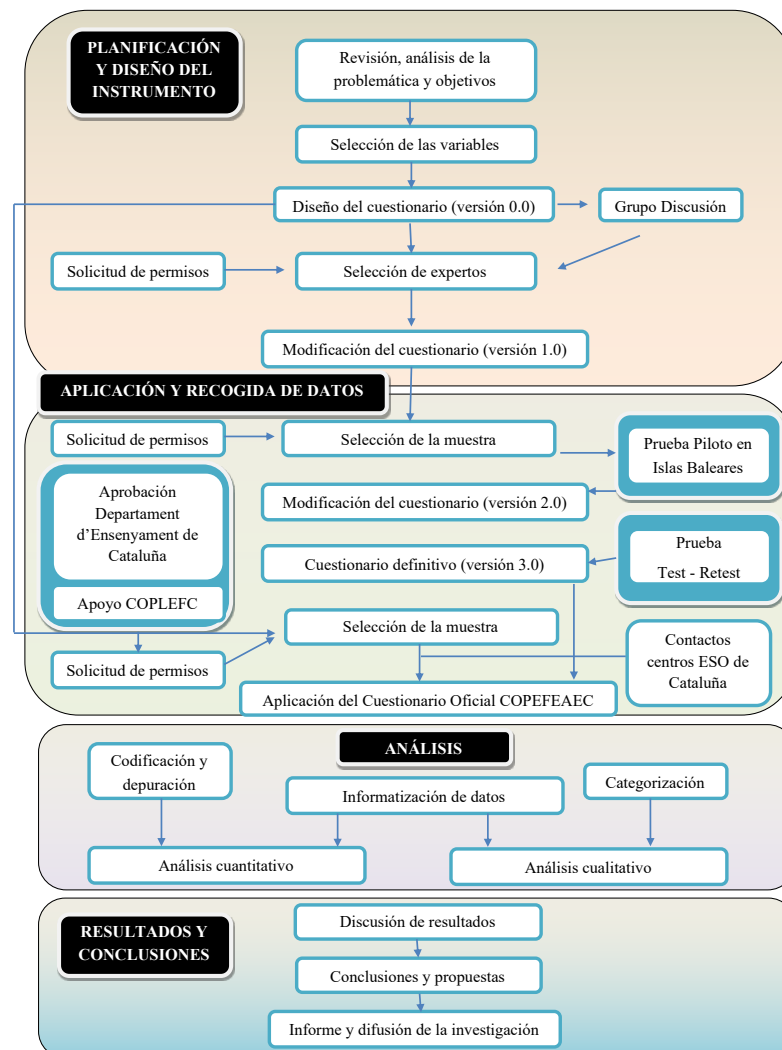 PLANIFICACIÓN
Y DISEÑO DEL
INSTRUMENTO
Revisión, análisis de la
problemática y objetivos
Selección de las variables
Diseño del cuestionario (versión 0.0)
Grupo Discusión
Solicitud de permisos
Selección de expertos
Modificación del cuestionario (versión 1.0)
APLICACIÓN Y RECOGIDA DE DATOS
Solicitud de permisos
Selección de la muestra
Prueba Piloto en
Islas Baleares
Aprobación
Departament
d’Ensenyament de
Cataluña
Apoyo COPLEFC
Modificación del cuestionario (versión 2.0)
Cuestionario definitivo (versión 3.0)
Prueba
Test - Retest
Selección de la muestra
Solicitud de permisos
Contactos
centros ESO de
Cataluña
Aplicación del Cuestionario Oficial COPEFEAEC
ANÁLISIS
Codificación y
depuración
Informatización de datos
Categorización
Análisis cuantitativo
Análisis cualitativo
RESULTADOS Y
CONCLUSIONES
Discusión de resultados
Conclusiones y propuestas
Informe y difusión de la investigación